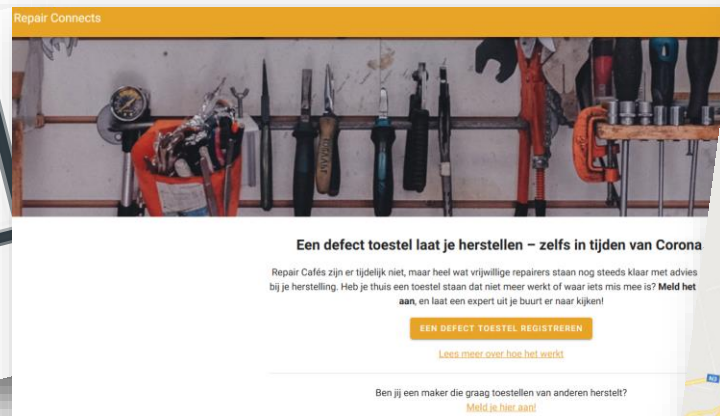 Repair Connects
Een defect toestel laat je herstellen – zelfs in tijden van Corona
Repair Cafés zijn er tijdelijk niet, maar heel wat vrijwillige repairers staan nog steeds klaar met advies
bij je herstelling. Heb je thuis een toestel staan dat niet meer werkt of waar iets mis mee is? Meld het
aan, en laat een expert uit je buurt er naar kijken!
EEN DEFECT TOESTEL REGISTREREN
Lees meer over hoe het werkt
Ben jij een maker die graag toestellen van anderen herstelt?
Meld je hier aan!
N3